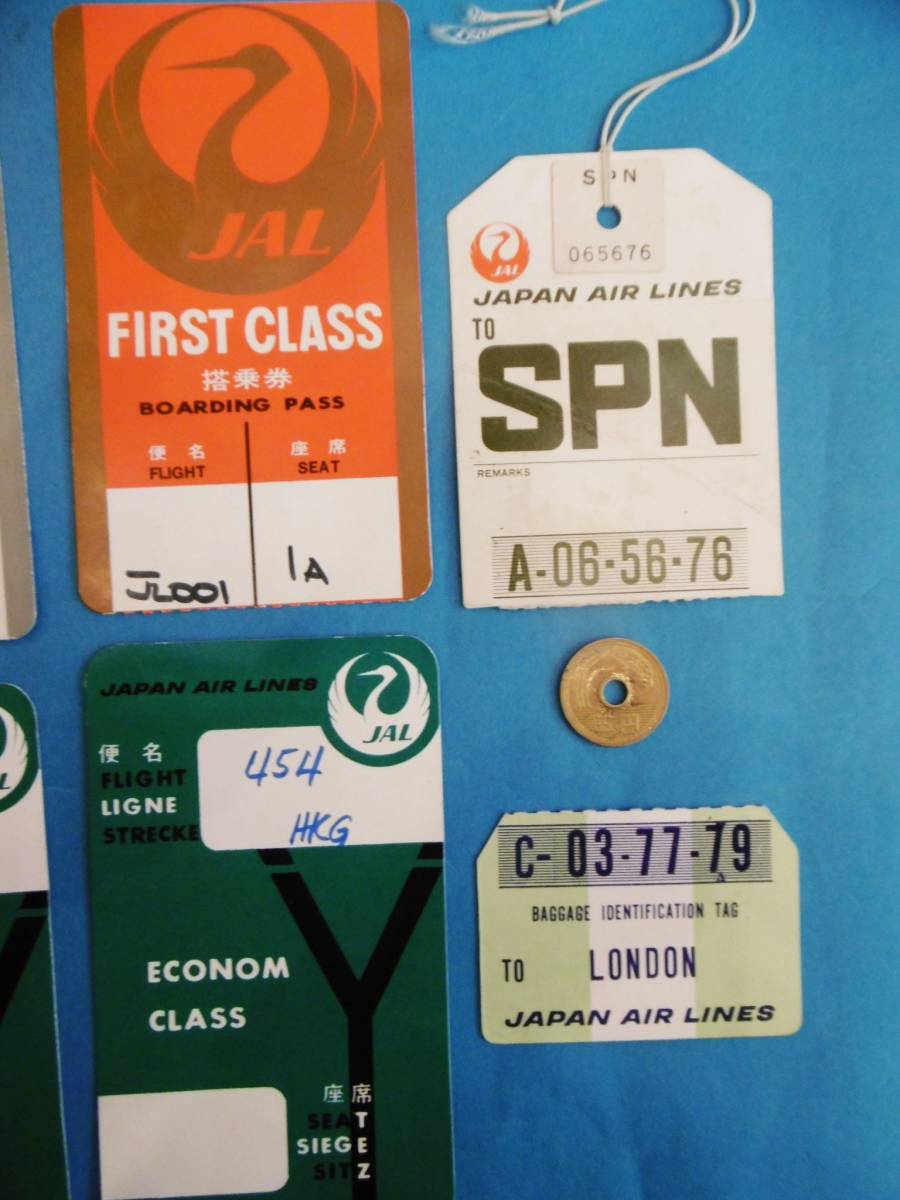 JAL
FIRST CLASS
搭乗券
BOARDING PASS
便名 座席
FLIGHT SEAT
JL001 1A
SPN
065676
JAL
JAPAN AIR LINES
TO
SPN
REMARKS
A-06·56·76
JAPAN AIR LINES
JAL
便名
FLIGHT
LIGNE
STRECKE
454
HKG
Y
ECONOM
CLASS
座席
SEAT
SIEGE
SITZ
C-03-77-79
BAGGAGE IDENTIFICATION TAG
TO LONDON
JAPAN AIR LINES